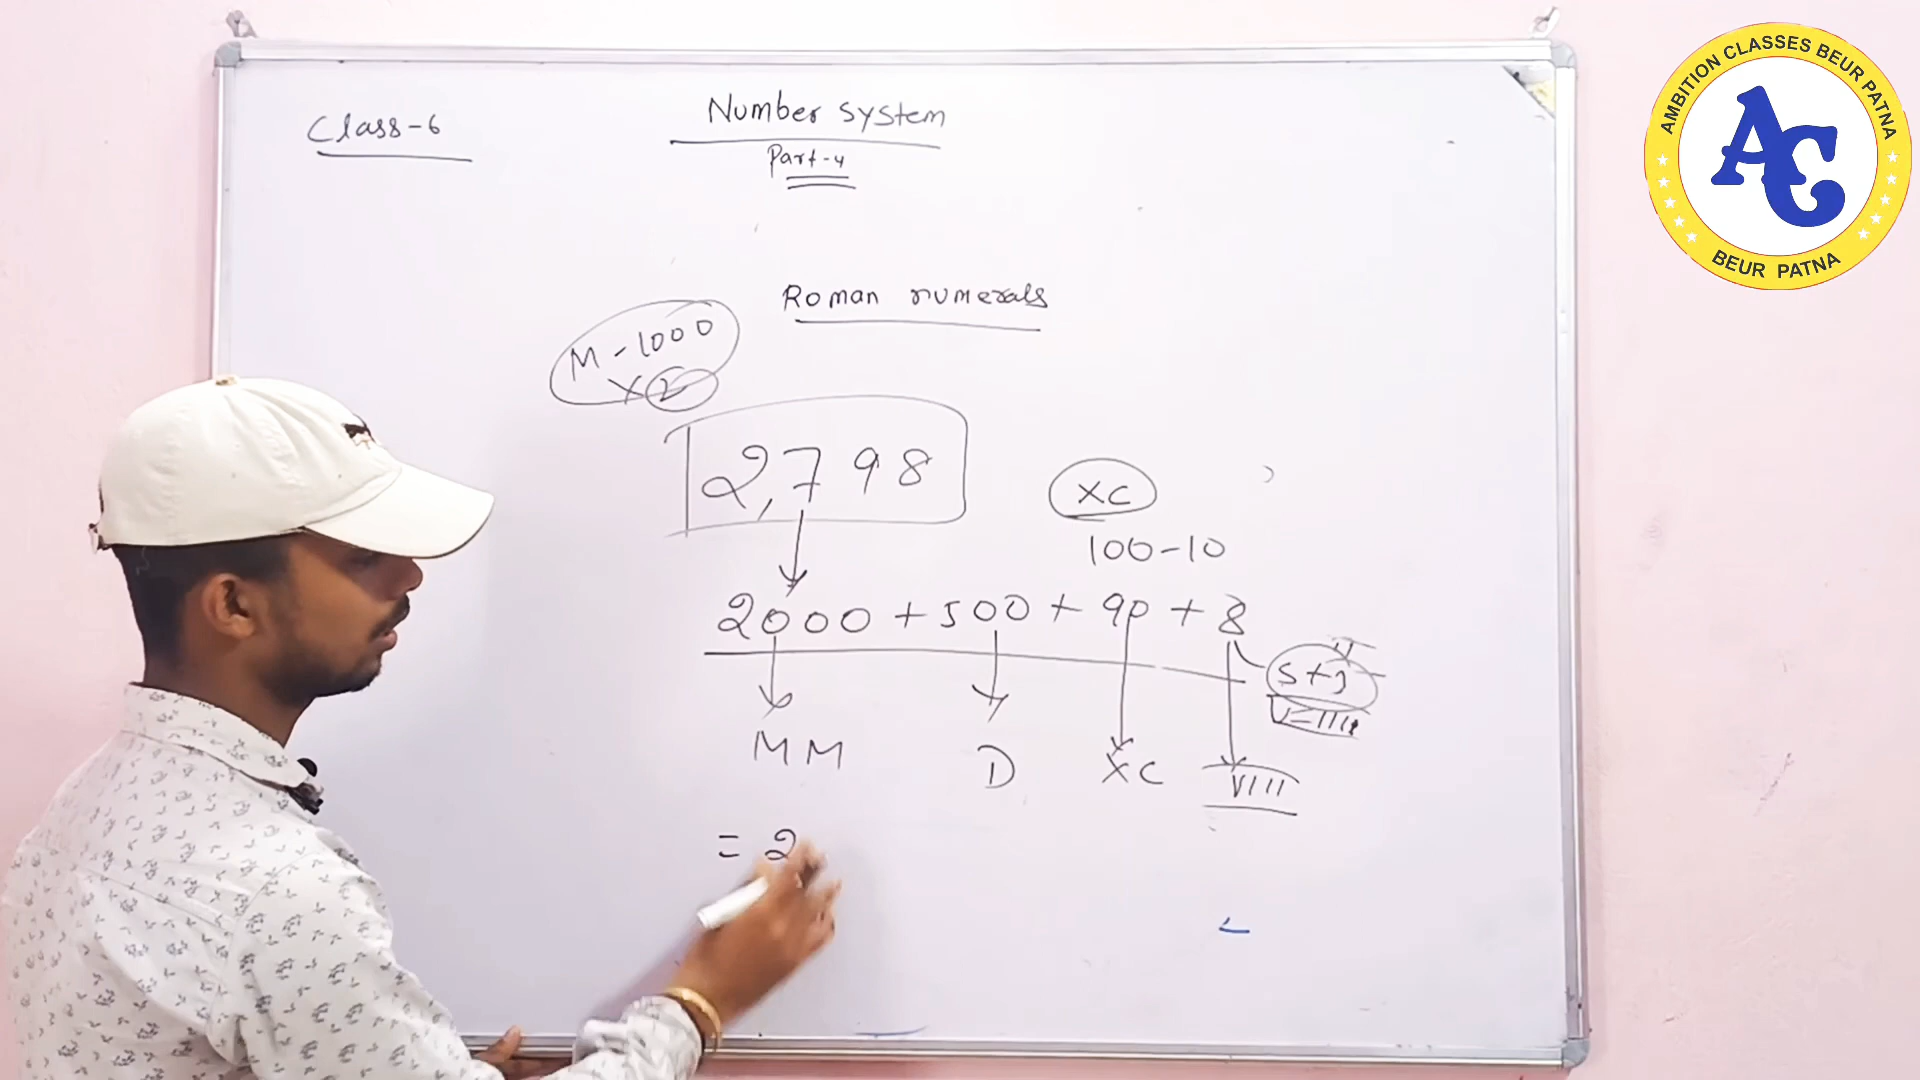 Class-6
Number system
Part-4
Roman numerals
M-1000
X2
2,798
XC
100-10
2000+500+90+8
5+3
V=III
MM D XC VIII
= 2
AMBITION CLASSES BEUR PATNA
AC
BEUR PATNA